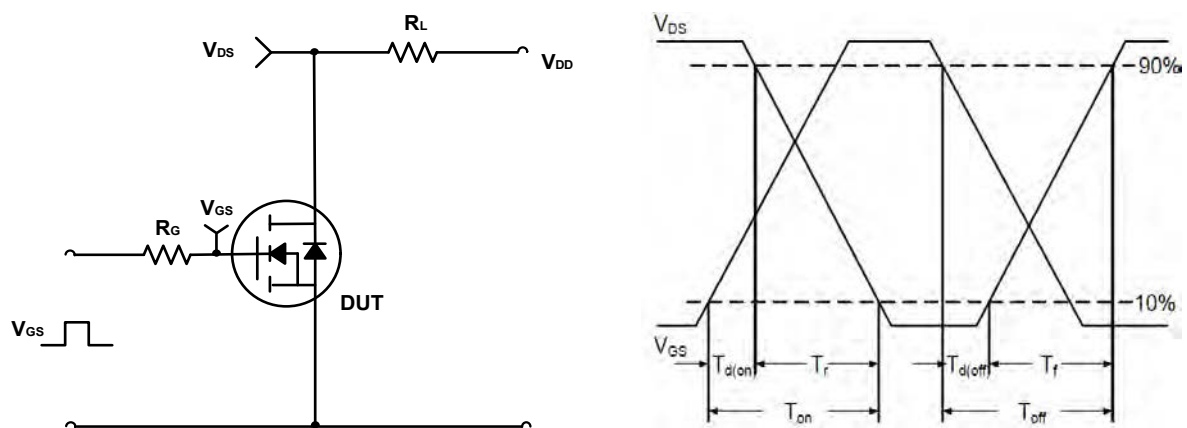 RL
VDS
VDD
VGS
RG
DUT
VGS
VDS
90%
10%
VGS
Td(on)
Tr
Td(off)
Tf
Ton
Toff